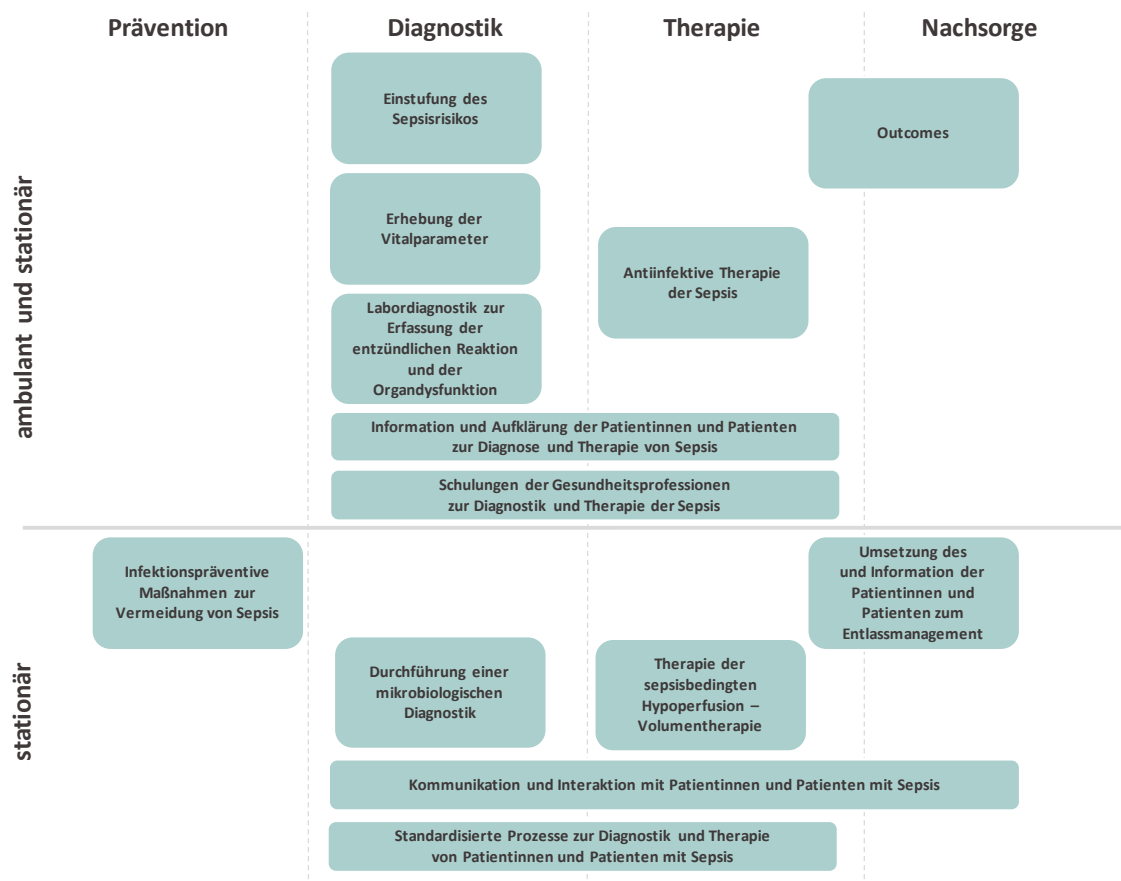 Prävention
Diagnostik
Therapie
Nachsorge
ambulant und stationär
Einstufung des
Sepsisrisikos
Outcomes
Erhebung der
Vitalparameter
Antiinfektive Therapie
der Sepsis
Labordiagnostik zur
Erfassung der
entzündlichen Reaktion
und der
Organdysfunktion
Information und Aufklärung der Patientinnen und Patienten
zur Diagnose und Therapie von Sepsis
Schulungen der Gesundheitsprofessionen
zur Diagnostik und Therapie der Sepsis
stationär
Infektionspräventive
Maßnahmen zur
Vermeidung von Sepsis
Umsetzung des
und Information der
Patientinnen und
Patienten zum
Entlassmanagement
Durchführung einer
mikrobiologischen
Diagnostik
Therapie der
sepsisbedingten
Hypoperfusion –
Volumentherapie
Kommunikation und Interaktion mit Patientinnen und Patienten mit Sepsis
Standardisierte Prozesse zur Diagnostik und Therapie
von Patientinnen und Patienten mit Sepsis